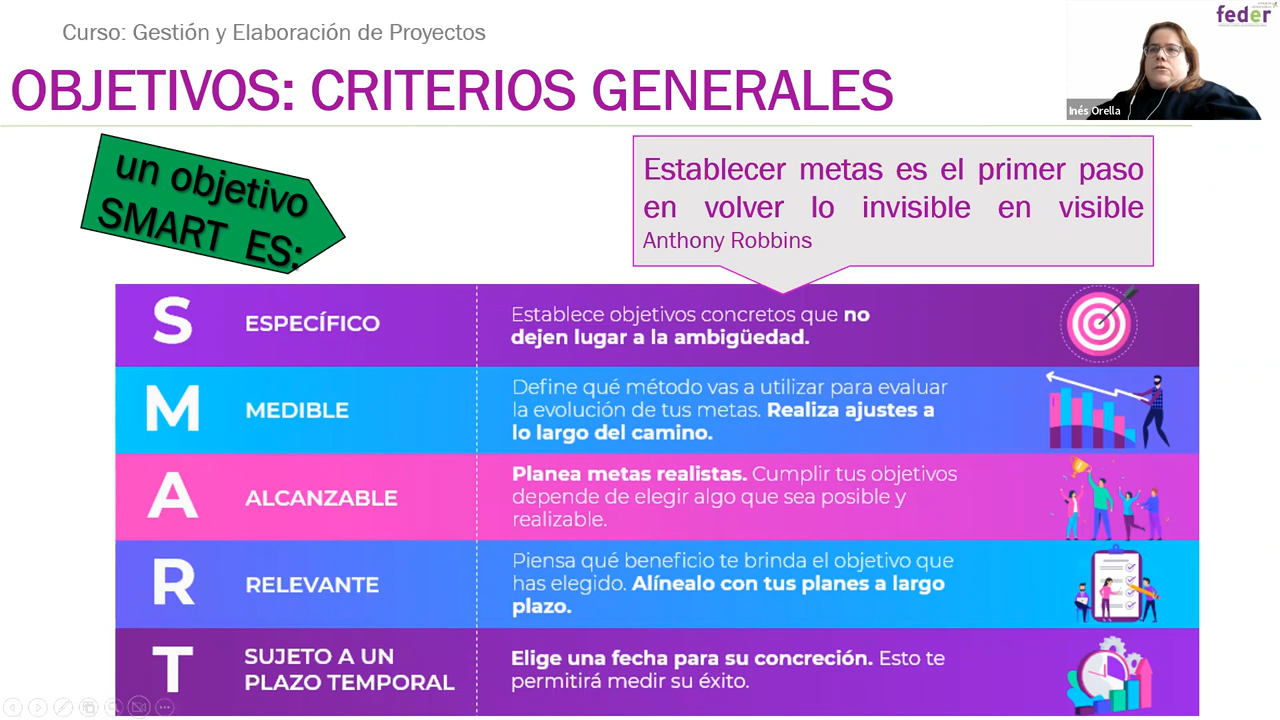 Curso: Gestión y Elaboración de Proyectos
feder
OBJETIVOS: CRITERIOS GENERALES
Inés Orella
un objetivo
SMART ES:
Establecer metas es el primer paso
en volver lo invisible en visible
Anthony Robbins
S
ESPECÍFICO
Establece objetivos concretos que no
dejen lugar a la ambigüedad.
M
MEDIBLE
Define qué método vas a utilizar para evaluar
la evolución de tus metas. Realiza ajustes a
lo largo del camino.
A
ALCANZABLE
Planea metas realistas. Cumplir tus objetivos
depende de elegir algo que sea posible y
realizable.
R
RELEVANTE
Piensa qué beneficio te brinda el objetivo que
has elegido. Alínealo con tus planes a largo
plazo.
T
SUJETO A UN
PLAZO TEMPORAL
Elige una fecha para su concreción. Esto te
permitirá medir su éxito.